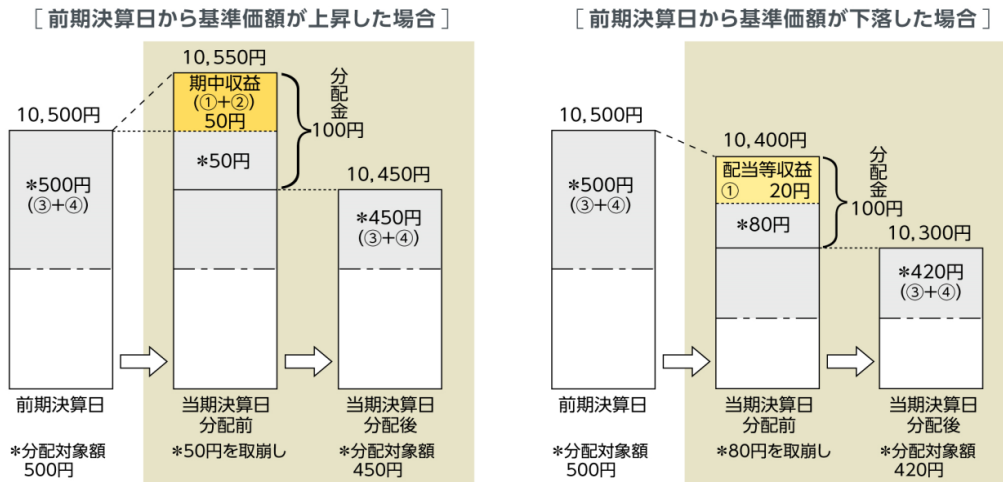 [前期決算日から基準価額が上昇した場合]
10,550円
期中収益
(①+②)
50円
分配金
100円
10,500円
*50円
10,450円
*500円
(③+④)
*450円
(③+④)
前期決算日
当期決算日
分配前
当期決算日
分配後
*分配対象額
500円
*50円を取崩し
*分配対象額
450円
[前期決算日から基準価額が下落した場合]
10,500円
10,400円
配当等収益
① 20円
分配金
100円
*500円
(③+④)
*80円
10,300円
*420円
(③+④)
前期決算日
当期決算日
分配前
当期決算日
分配後
*分配対象額
500円
*80円を取崩し
*分配対象額
420円